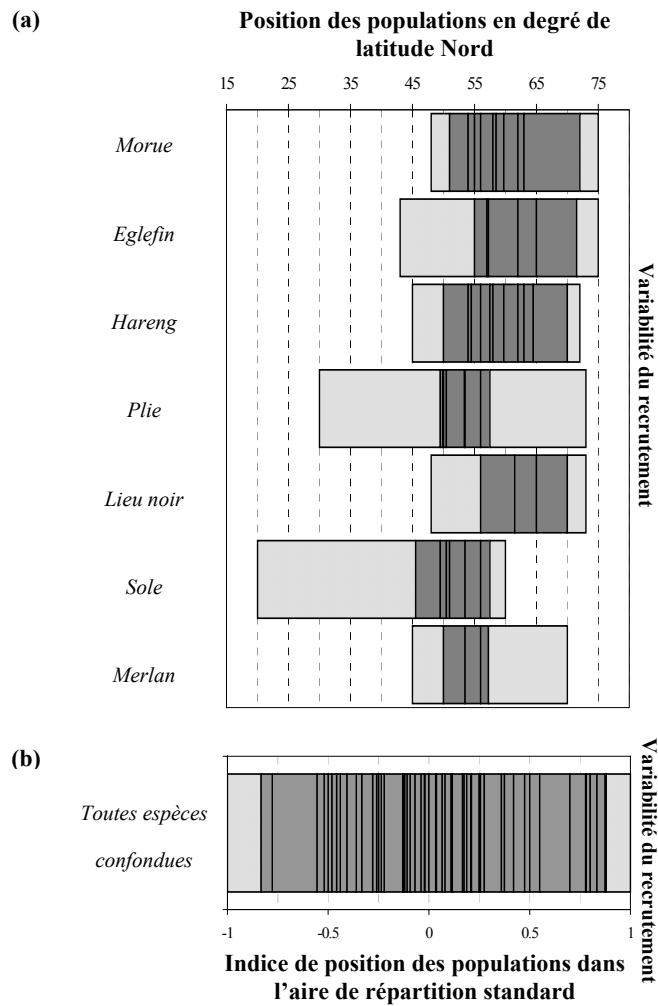 (a)
Position des populations en degré de
latitude Nord
15 25 35 45 55 65 75
Morue
Eglefin
Hareng
Plie
Lieu noir
Sole
Merlan
Variabilité du recrutement
(b)
Toutes espèces
confondues
Variabilité du recrutement
-1 -0.5 0 0.5 1
Indice de position des populations dans
l’aire de répartition standard